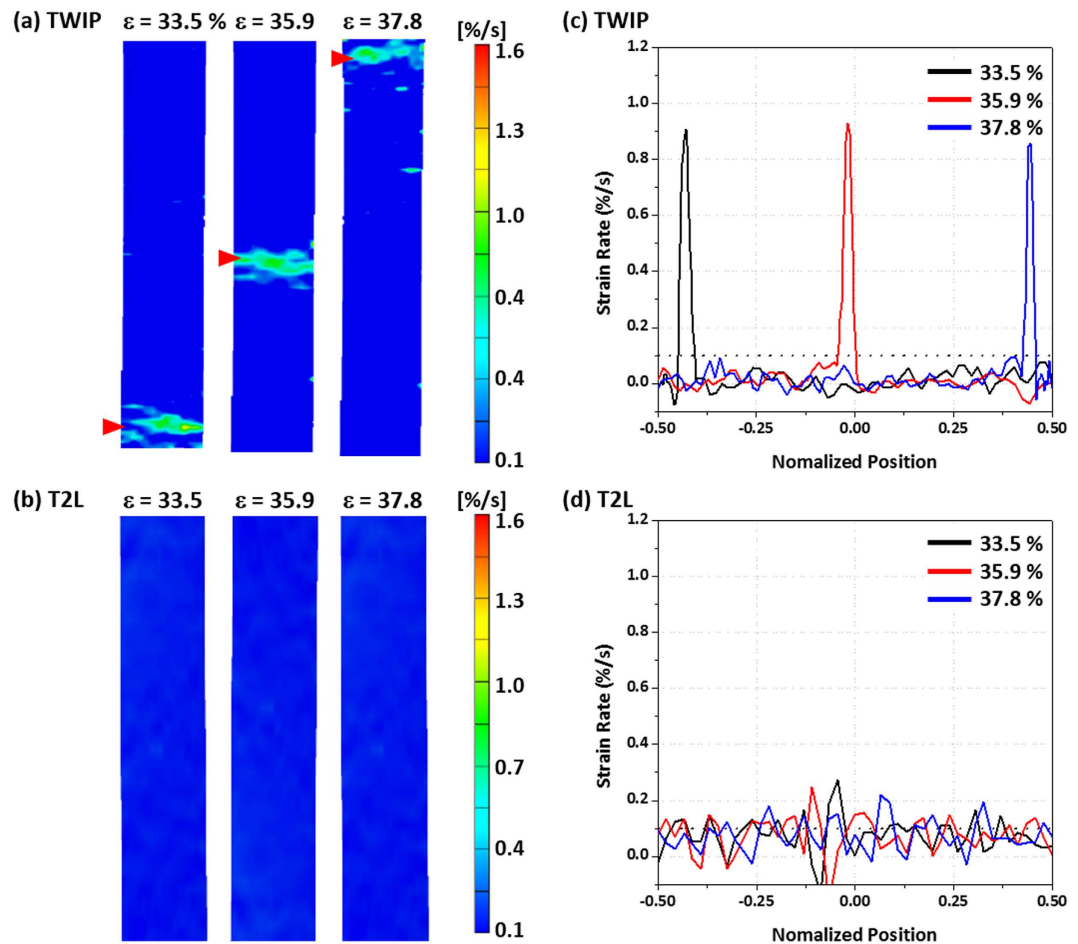 (a) TWIP
ε = 33.5 % ε = 35.9 ε = 37.8 [%/s]
1.6
1.3
1.0
0.4
0.4
0.1
(b) T2L
ε = 33.5 ε = 35.9 ε = 37.8 [%/s]
1.6
1.3
1.0
0.7
0.4
0.1
(c) TWIP
1.2
1.0
0.8
0.6
0.4
0.2
0.0
Strain Rate (%/s)
33.5 %
35.9 %
37.8 %
-0.50 -0.25 0.00 0.25 0.50
Nomalized Position
(d) T2L
1.2
1.0
0.8
0.6
0.4
0.2
0.0
Strain Rate (%/s)
33.5 %
35.9 %
37.8 %
-0.50 -0.25 0.00 0.25 0.50
Nomalized Position